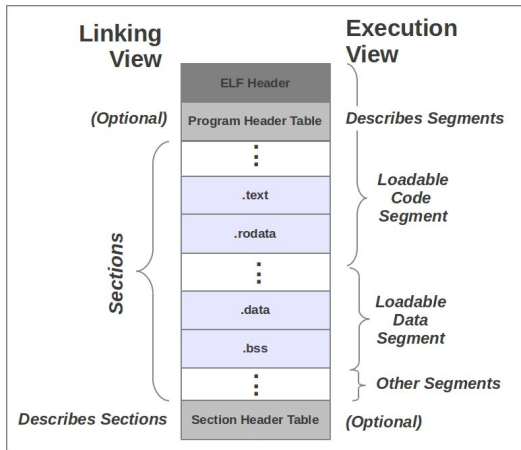 Linking
View
Execution
View
ELF Header
(Optional)
Program Header Table
Describes Segments
Sections
.text
.rodata
Loadable
Code
Segment
.data
.bss
Loadable
Data
Segment
Other Segments
Describes Sections
Section Header Table
(Optional)